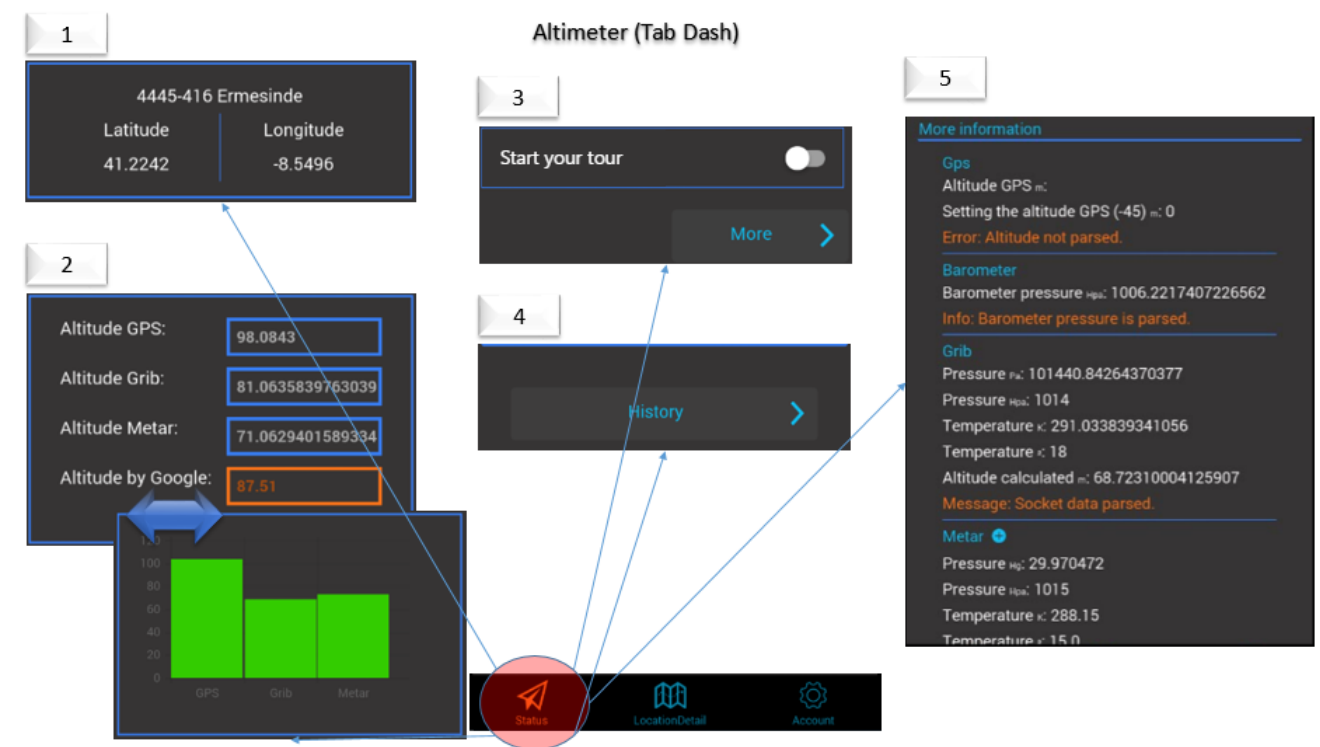 Altimeter (Tab Dash)
1
4445-416 Ermesinde
Latitude Longitude
41.2242 -8.5496
2
Altitude GPS: 98.0843
Altitude Grib: 81.0635839763039
Altitude Metar: 71.0629401589334
Altitude by Google: 87.51
120
100
80
60
40
20
0
GPS Grib Metar
3
Start your tour
More
4
History
5
More information
Gps
Altitude GPS m:
Setting the altitude GPS (-45) m: 0
Error: Altitude not parsed.
Barometer
Barometer pressure Hpa: 1006.2217407226562
Info: Barometer pressure is parsed.
Grib
Pressure Pa: 101440.84264370377
Pressure Hpa: 1014
Temperature K: 291.033839341056
Temperature : 18
Altitude calculated m: 68.72310004125907
Message: Socket data parsed.
Metar
Pressure Hg: 29.970472
Pressure Hpa: 1015
Temperature K: 288.15
Temperature : 15.0
Status LocationDetail Account